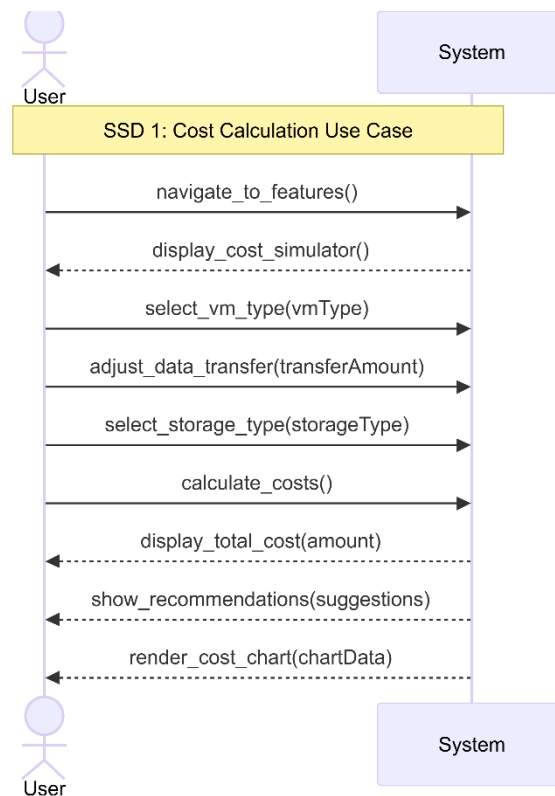 System
User
SSD 1: Cost Calculation Use Case
navigate_to_features()
display_cost_simulator()
select_vm_type(vmType)
adjust_data_transfer(transferAmount)
select_storage_type(storageType)
calculate_costs()
display_total_cost(amount)
show_recommendations(suggestions)
render_cost_chart(chartData)
System
User